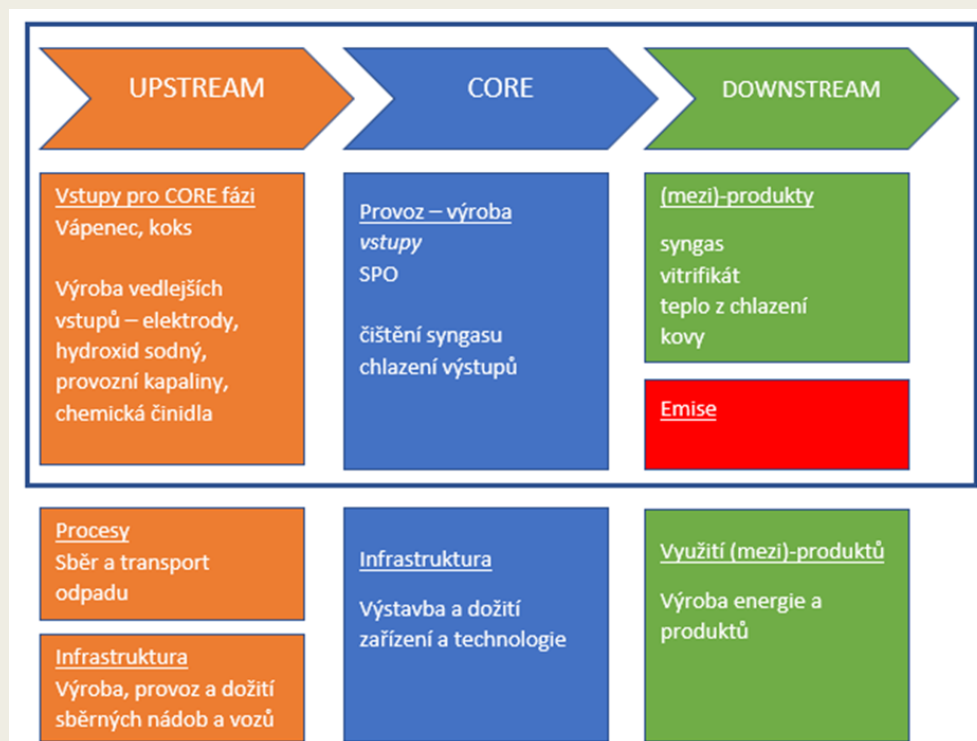 UPSTREAM
CORE
DOWNSTREAM
Vstupy pro CORE fázi
Vápenec, koks
Výroba vedlejších
vstupů – elektrody,
hydroxid sodný,
provozní kapaliny,
chemická činidla
Provoz – výroba
vstupy
SPO
čištění syngasu
chlazení výstupů
(mezi)-produkty
syngas
vitrifikát
teplo z chlazení
kovy
Emise
Procesy
Sběr a transport
odpadu
Infrastruktura
Výroba, provoz a dožití
sběrných nádob a vozů
Infrastruktura
Výstavba a dožití
zařízení a technologie
Využití (mezi)-produktů
Výroba energie a
produktů